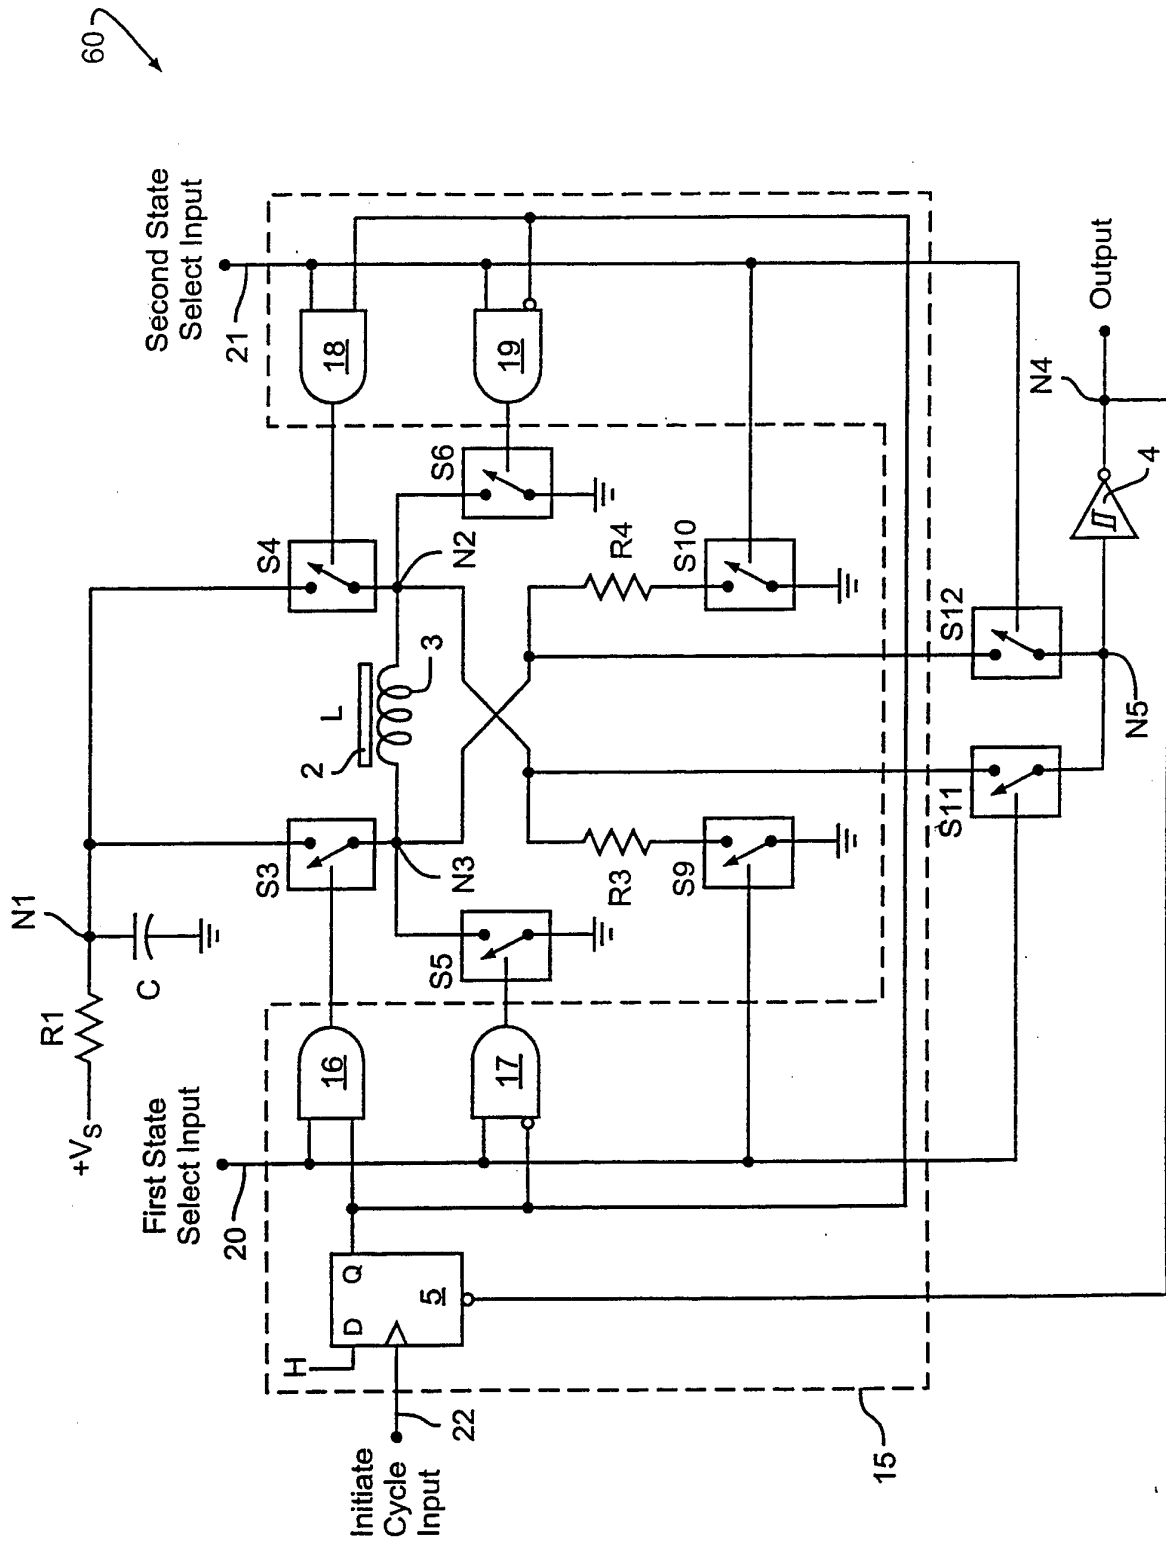 60
Second State
Select Input
21
18
19
S4
S6
N2
R4
S10
S12
Output
N4
4
N5
L
3
2
S3
N3
S5
R3
S9
S11
N1
C
R1
+VS
First State
Select Input
20
16
17
D
Q
5
H
22
Initiate
Cycle
Input
15